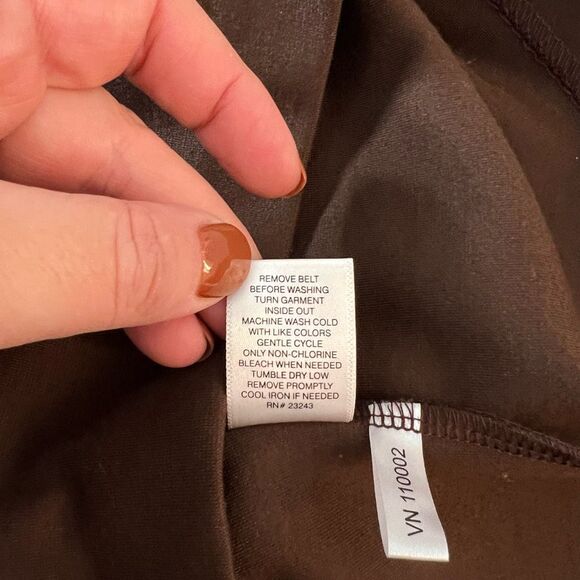 REMOVE BELT
BEFORE WASHING
TURN GARMENT
INSIDE OUT
MACHINE WASH COLD
WITH LIKE COLORS
GENTLE CYCLE
ONLY NON-CHLORINE
BLEACH WHEN NEEDED
TUMBLE DRY LOW
REMOVE PROMPTLY
COOL IRON IF NEEDED
RN# 23243
VN 110002